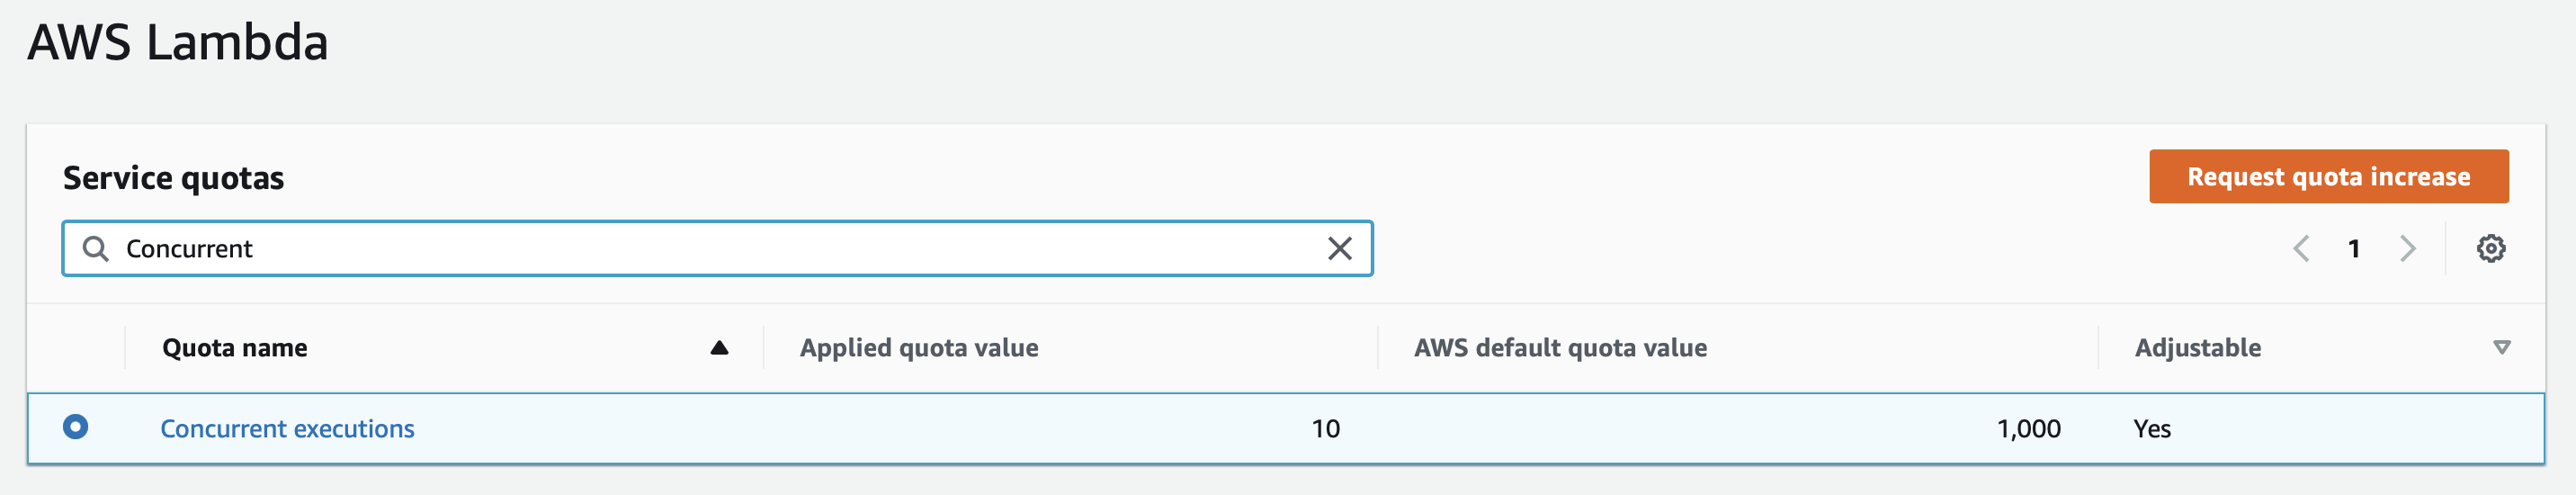 AWS Lambda
Service quotas
Request quota increase
Concurrent
1
Quota name Applied quota value AWS default quota value Adjustable
Concurrent executions 10 1,000 Yes